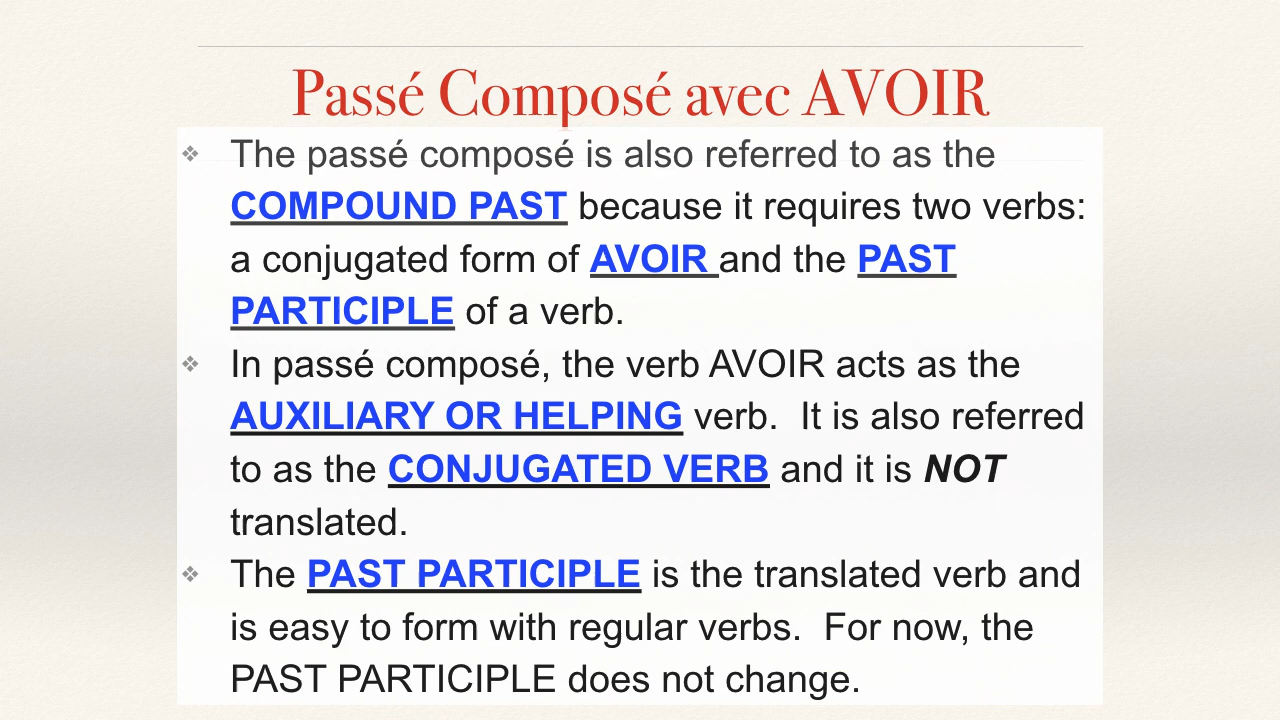 Passé Composé avec AVOIR
❖ The passé composé is also referred to as the
COMPOUND PAST because it requires two verbs:
a conjugated form of AVOIR and the PAST
PARTICIPLE of a verb.
❖ In passé composé, the verb AVOIR acts as the
AUXILIARY OR HELPING verb.  It is also referred
to as the CONJUGATED VERB and it is NOT
translated.
❖ The PAST PARTICIPLE is the translated verb and
is easy to form with regular verbs.  For now, the
PAST PARTICIPLE does not change.